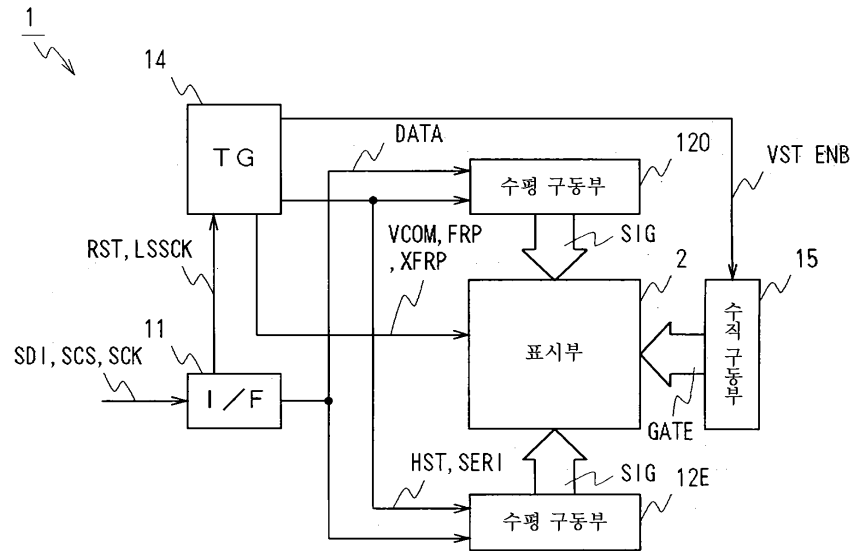 1
14
TG
DATA
120
수평 구동부
VST ENB
RST, LSSCK
VCOM, FRP
, XFRP
SIG
2
15
11
SDI, SCS, SCK
I/F
표시부
수직 구동부
GATE
HST, SERI
SIG
12E
수평 구동부